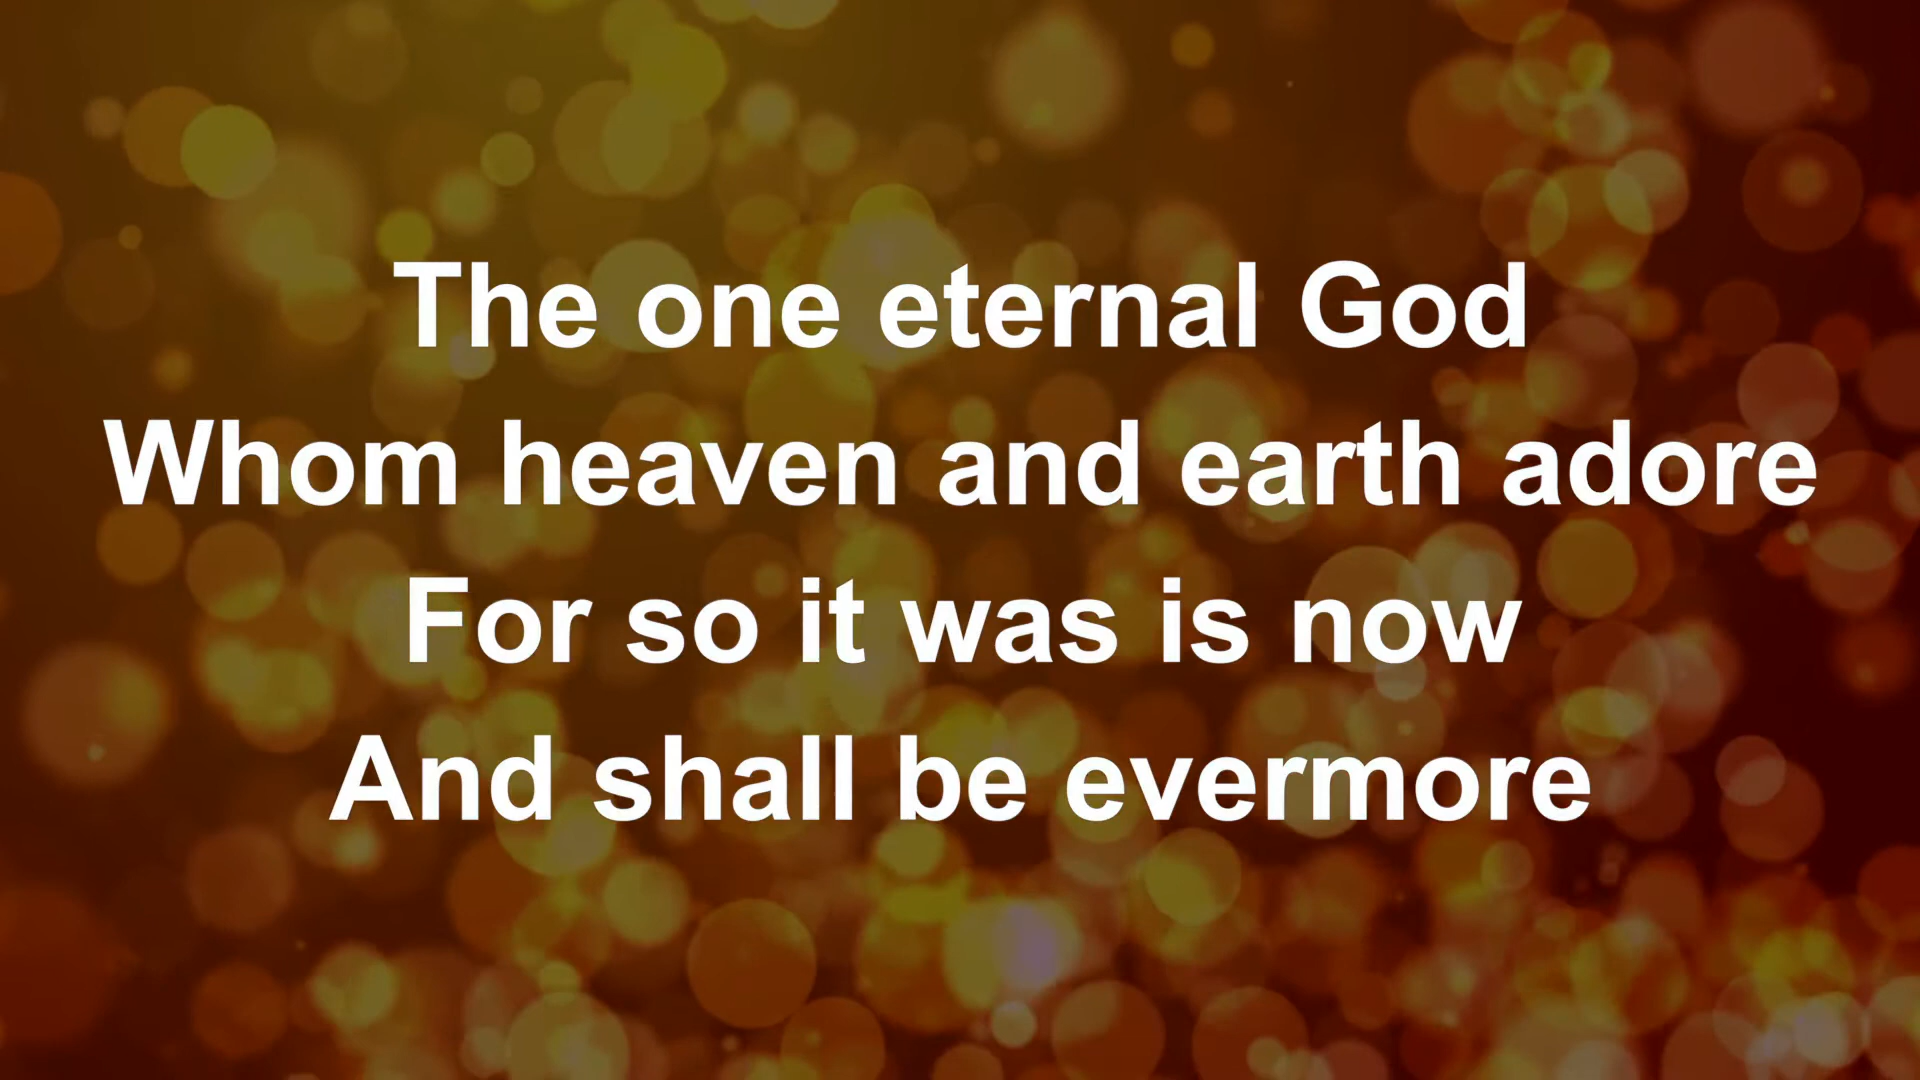 The one eternal God
Whom heaven and earth adore
For so it was is now
And shall be evermore